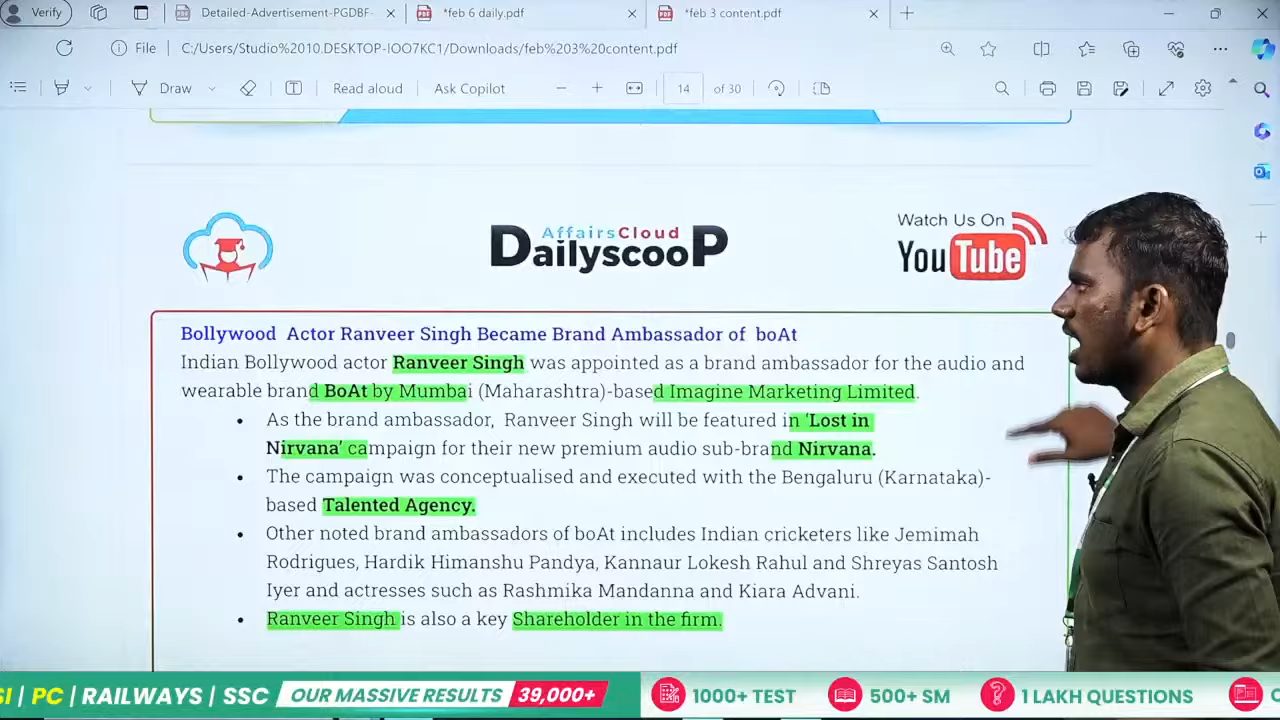 Verify
Detailed-Advertisement-PGDBF-
*feb 6 daily.pdf
*feb 3 content.pdf
File
C:/Users/Studio%2010.DESKTOP-IOO7KC1/Downloads/feb%203%20content.pdf
Draw
Read aloud
Ask Copilot
14
of 30
AffairsCloud
DailyscooP
Watch Us On
YouTube
Bollywood Actor Ranveer Singh Became Brand Ambassador of boAt
Indian Bollywood actor Ranveer Singh was appointed as a brand ambassador for the audio and
wearable brand BoAt by Mumbai (Maharashtra)-based Imagine Marketing Limited.
• As the brand ambassador, Ranveer Singh will be featured in ‘Lost in
Nirvana’ campaign for their new premium audio sub-brand Nirvana.
• The campaign was conceptualised and executed with the Bengaluru (Karnataka)-
based Talented Agency.
• Other noted brand ambassadors of boAt includes Indian cricketers like Jemimah
Rodrigues, Hardik Himanshu Pandya, Kannaur Lokesh Rahul and Shreyas Santosh
Iyer and actresses such as Rashmika Mandanna and Kiara Advani.
• Ranveer Singh is also a key Shareholder in the firm.
SI | PC | RAILWAYS | SSC OUR MASSIVE RESULTS 39,000+ 1000+ TEST 500+ SM 1 LAKH QUESTIONS